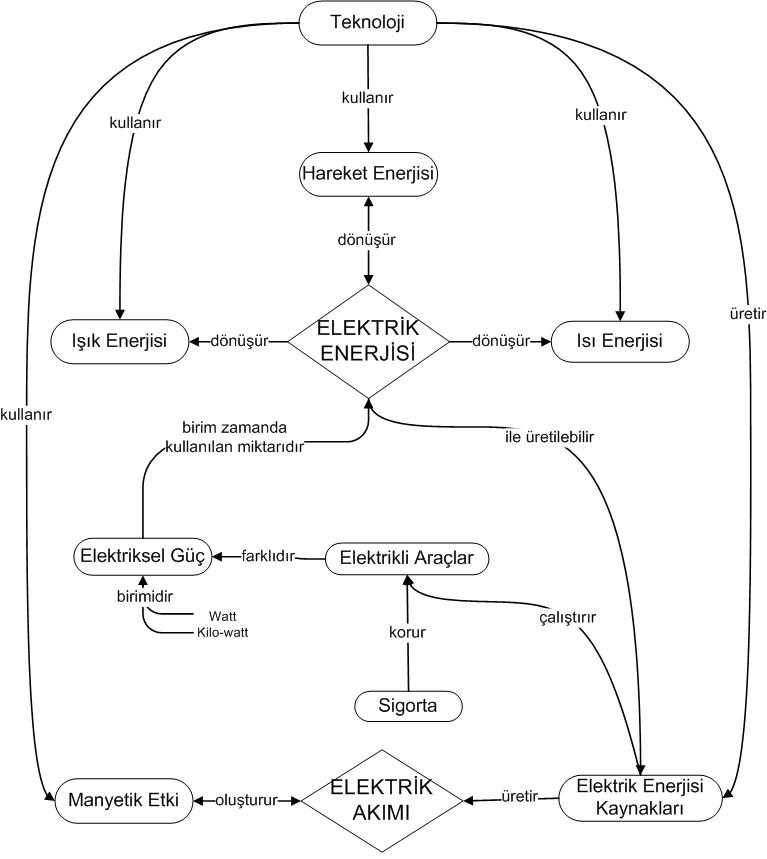 Teknoloji
kullanır
kullanır
kullanır
Hareket Enerjisi
dönüşür
üretir
Işık Enerjisi
dönüşür
ELEKTRİK
ENERJİSİ
dönüşür
Isı Enerjisi
kullanır
birim zamanda
kullanılan miktarıdır
ile üretilebilir
Elektriksel Güç
farklıdır
Elektrikli Araçlar
birimidir
Watt
Kilo-watt
korur
çalıştırır
Sigorta
Manyetik Etki
oluşturur
ELEKTRİK
AKIMI
üretir
Elektrik Enerjisi
Kaynakları